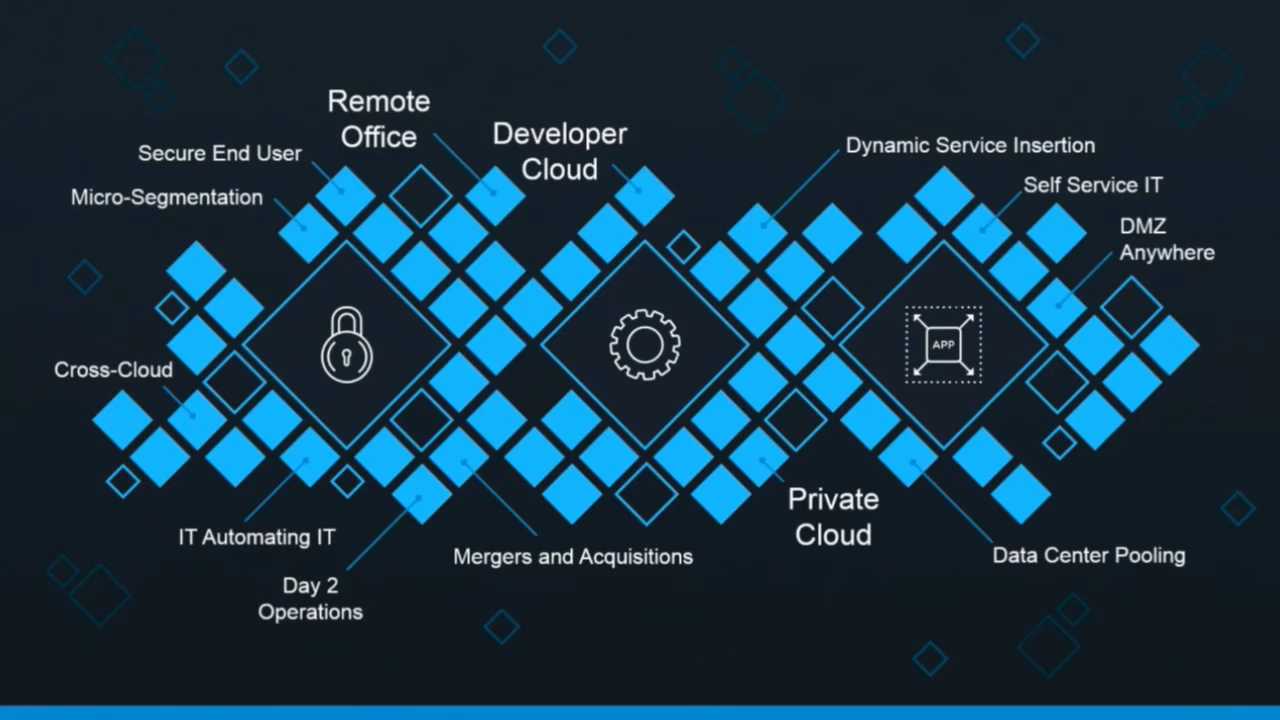 Remote
Office
Developer
Cloud
Secure End User
Micro-Segmentation
Dynamic Service Insertion
Self Service IT
DMZ
Anywhere
Cross-Cloud
APP
IT Automating IT
Day 2
Operations
Mergers and Acquisitions
Private
Cloud
Data Center Pooling